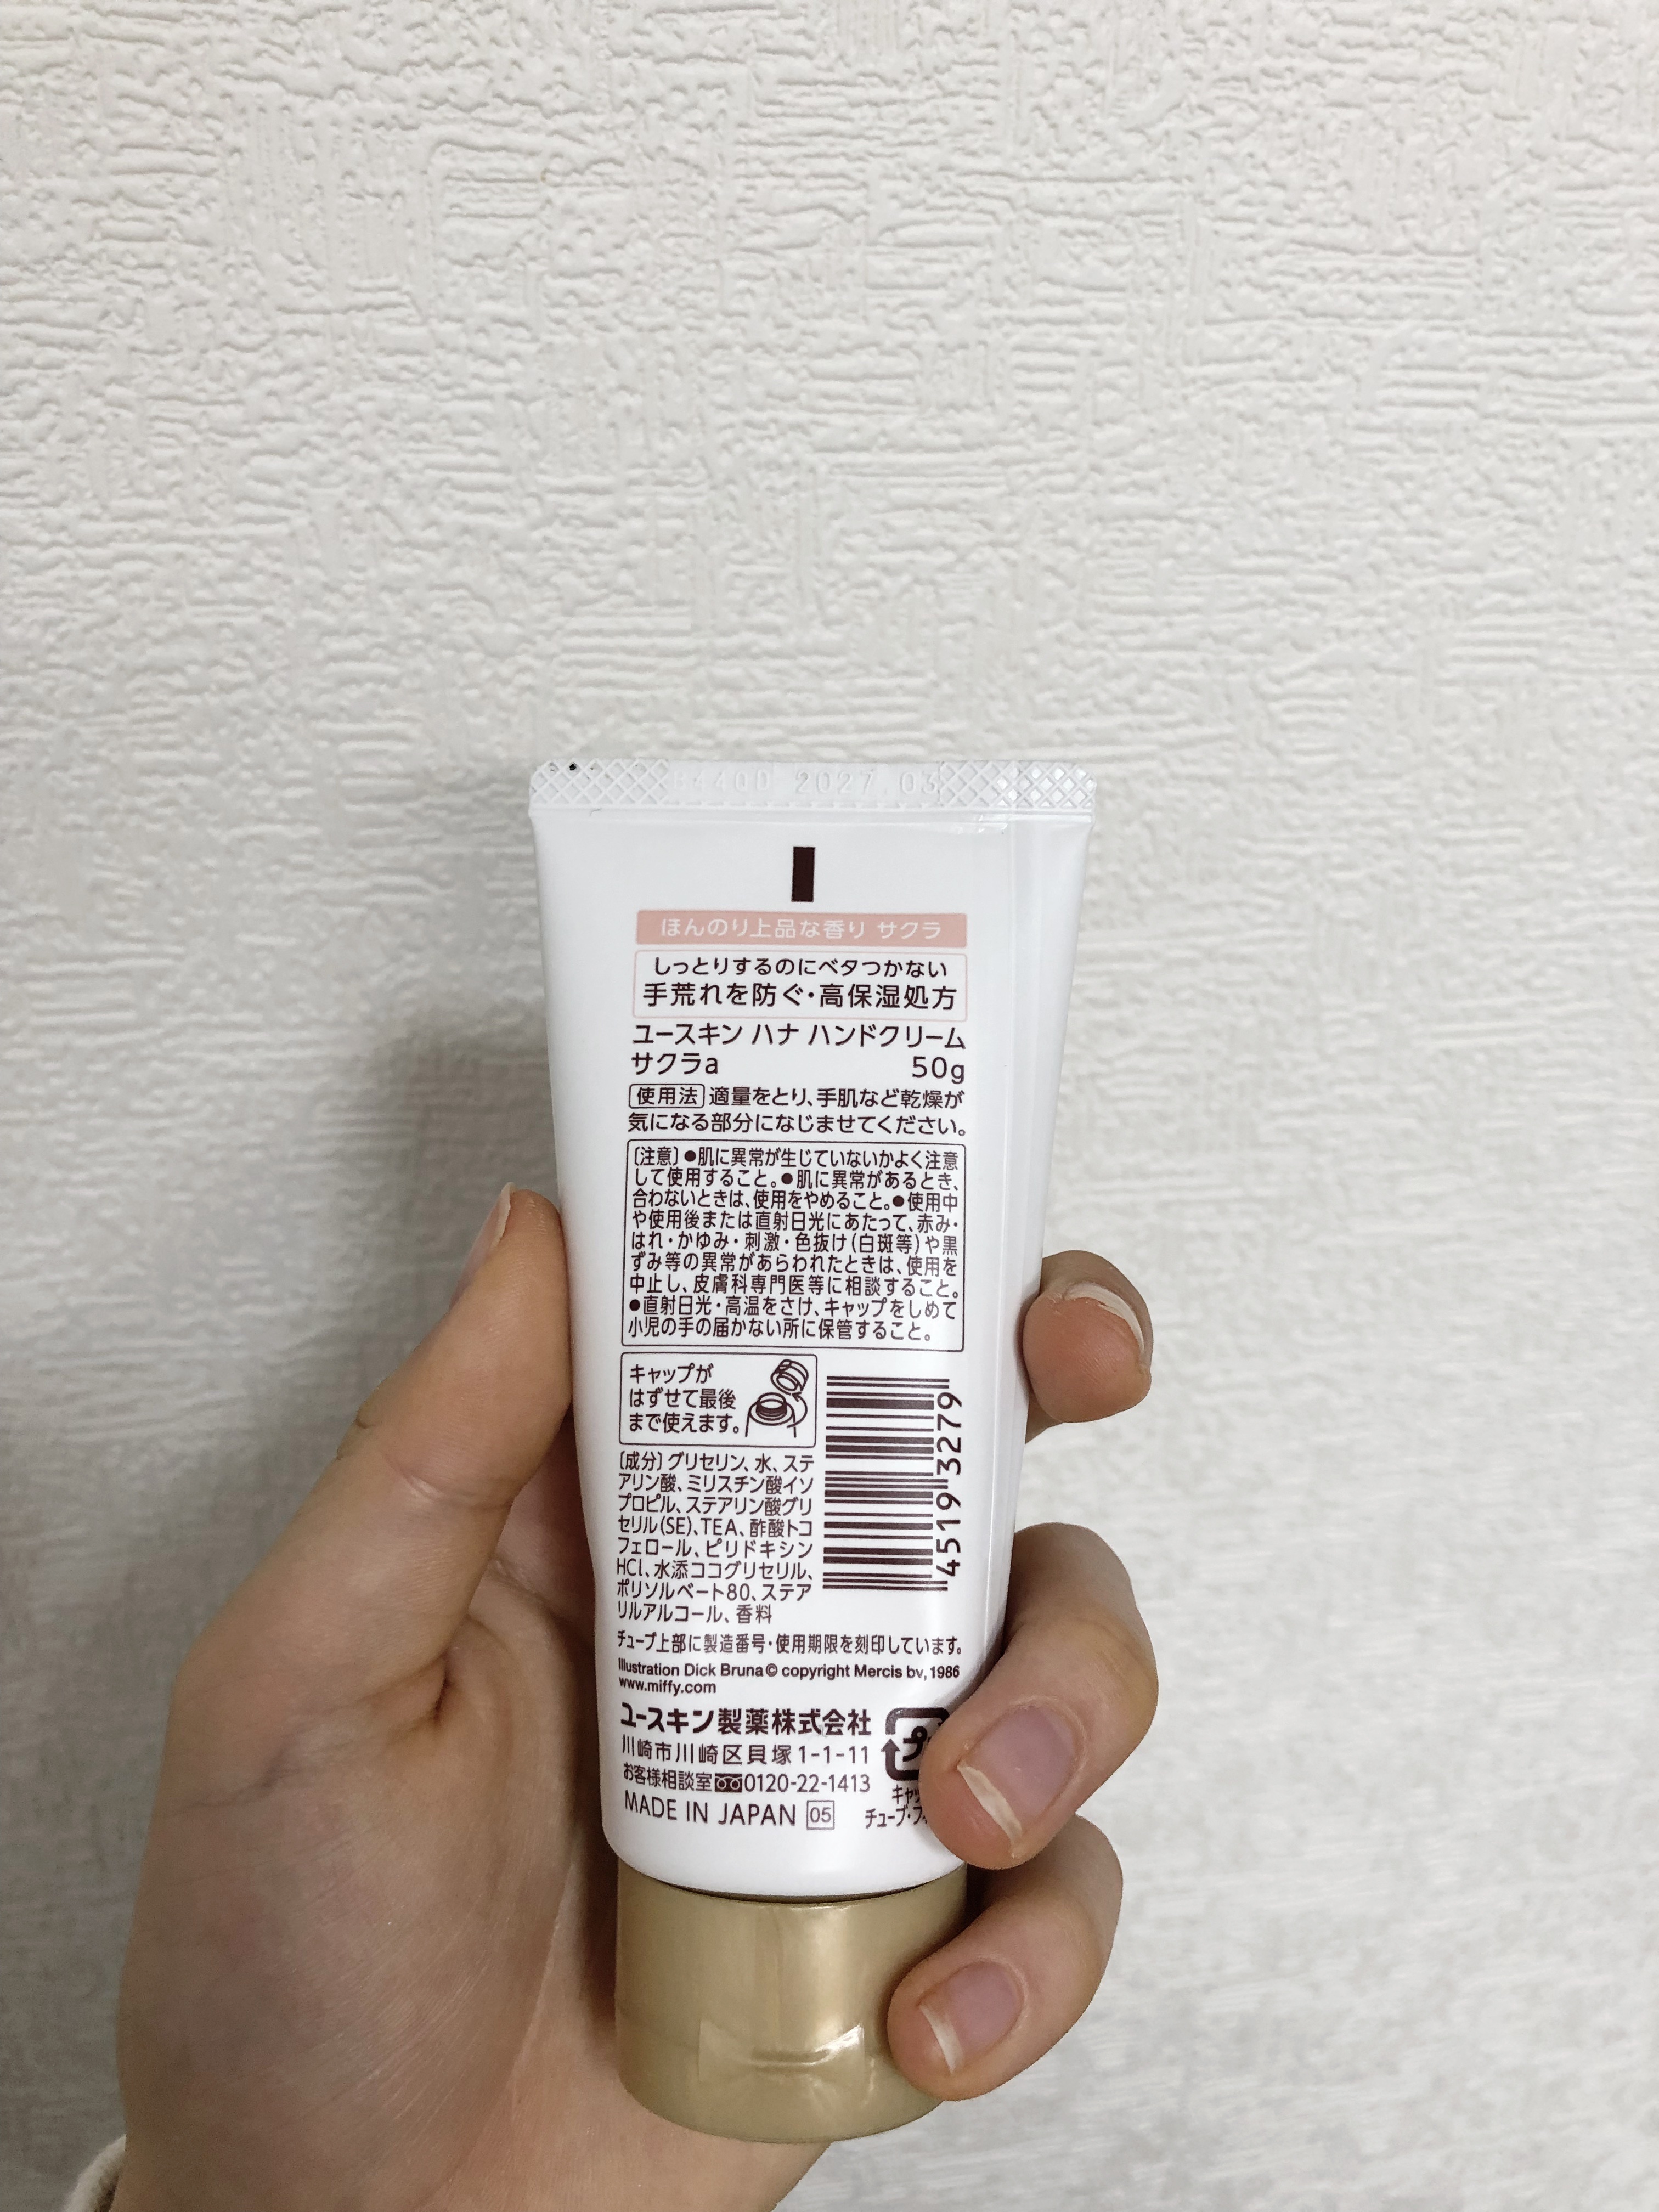 2027.03
ほんのり上品な香り サクラ
しっとりするのにベタつかない
手荒れを防ぐ・高保湿処方
ユースキン ハナ ハンドクリーム
サクラa 50g
使用法 適量をとり、手肌など乾燥が
気になる部分になじませてください。
〔注意〕●肌に異常が生じていないかよく注意
して使用すること。●肌に異常があるとき、
合わないときは、使用をやめること。●使用中
や使用後または直射日光にあたって、赤み・
はれ・かゆみ・刺激・色抜け(白斑等)や黒
ずみ等の異常があらわれたときは、使用を
中止し、皮膚科専門医等に相談すること。
●直射日光・高温をさけ、キャップをしめて
小児の手の届かない所に保管すること。
キャップが
はずせて最後
まで使えます。
4519 3279
〔成分〕グリセリン、水、ステ
アリン酸、ミリスチン酸イソ
プロピル、ステアリン酸グリ
セリル(SE)、TEA、酢酸トコ
フェロール、ピリドキシン
HCl、水添ココグリセリル、
ポリソルベート80、ステア
リルアルコール、香料
チューブ上部に製造番号・使用期限を刻印しています。
Illustration Dick Bruna © copyright Mercis bv, 1986
www.miffy.com
ユースキン製薬株式会社
川崎市川崎区貝塚1-1-11
お客様相談室 0120-22-1413
MADE IN JAPAN 05
プ
キャッ
チューブ・フ